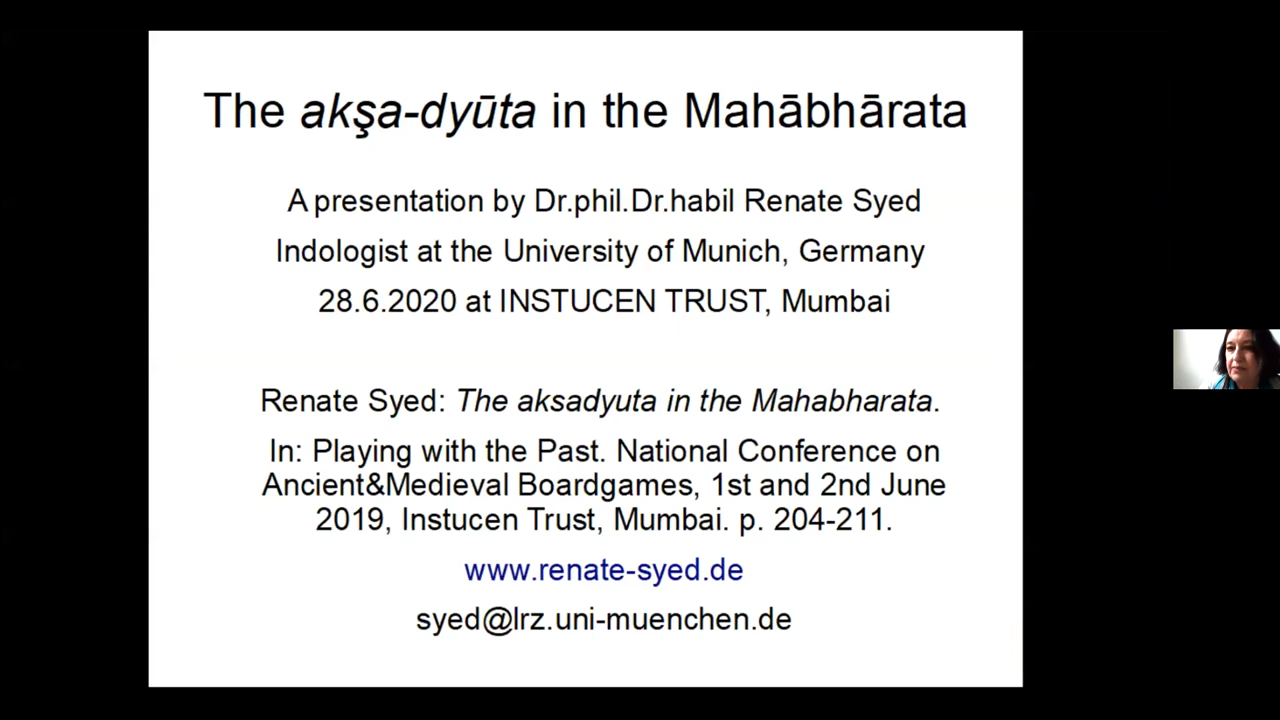 The akşa-dyūta in the Mahābhārata
A presentation by Dr.phil.Dr.habil Renate Syed
Indologist at the University of Munich, Germany
28.6.2020 at INSTUCEN TRUST, Mumbai
Renate Syed: The aksadyuta in the Mahabharata.
In: Playing with the Past. National Conference on
Ancient&Medieval Boardgames, 1st and 2nd June
2019, Instucen Trust, Mumbai. p. 204-211.
www.renate-syed.de
syed@lrz.uni-muenchen.de